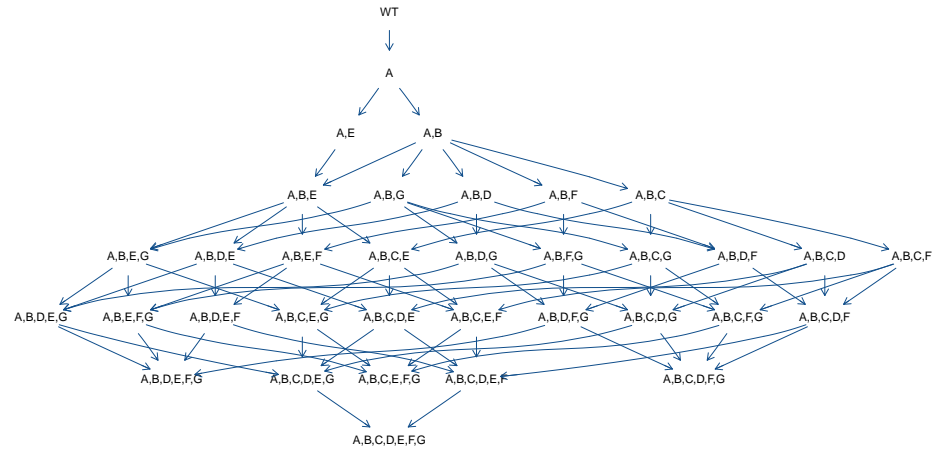 WT
A
A,E A,B
A,B,E A,B,G A,B,D A,B,F A,B,C
A,B,E,G A,B,D,E A,B,E,F A,B,C,E A,B,D,G A,B,F,G A,B,C,G A,B,D,F A,B,C,D A,B,C,F
A,B,D,E,G A,B,E,F,G A,B,D,E,F A,B,C,E,G A,B,C,D,E A,B,C,E,F A,B,D,F,G A,B,C,D,G A,B,C,F,G A,B,C,D,F
A,B,D,E,F,G A,B,C,D,E,G A,B,C,E,F,G A,B,C,D,E,F A,B,C,D,F,G
A,B,C,D,E,F,G